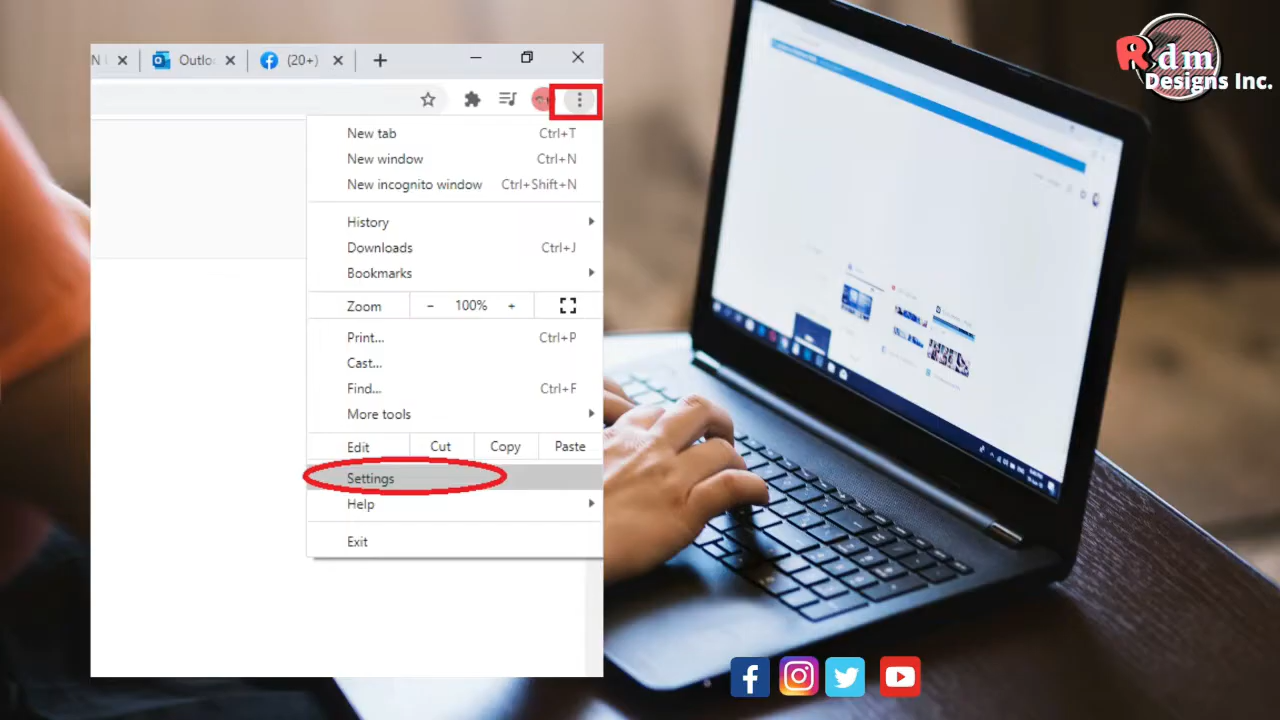 Outlo
(20+)
Rdm
Designs Inc.
New tab Ctrl+T
New window Ctrl+N
New incognito window Ctrl+Shift+N
History
Downloads Ctrl+J
Bookmarks
Zoom - 100% +
Print... Ctrl+P
Cast...
Find... Ctrl+F
More tools
Edit Cut Copy Paste
Settings
Help
Exit